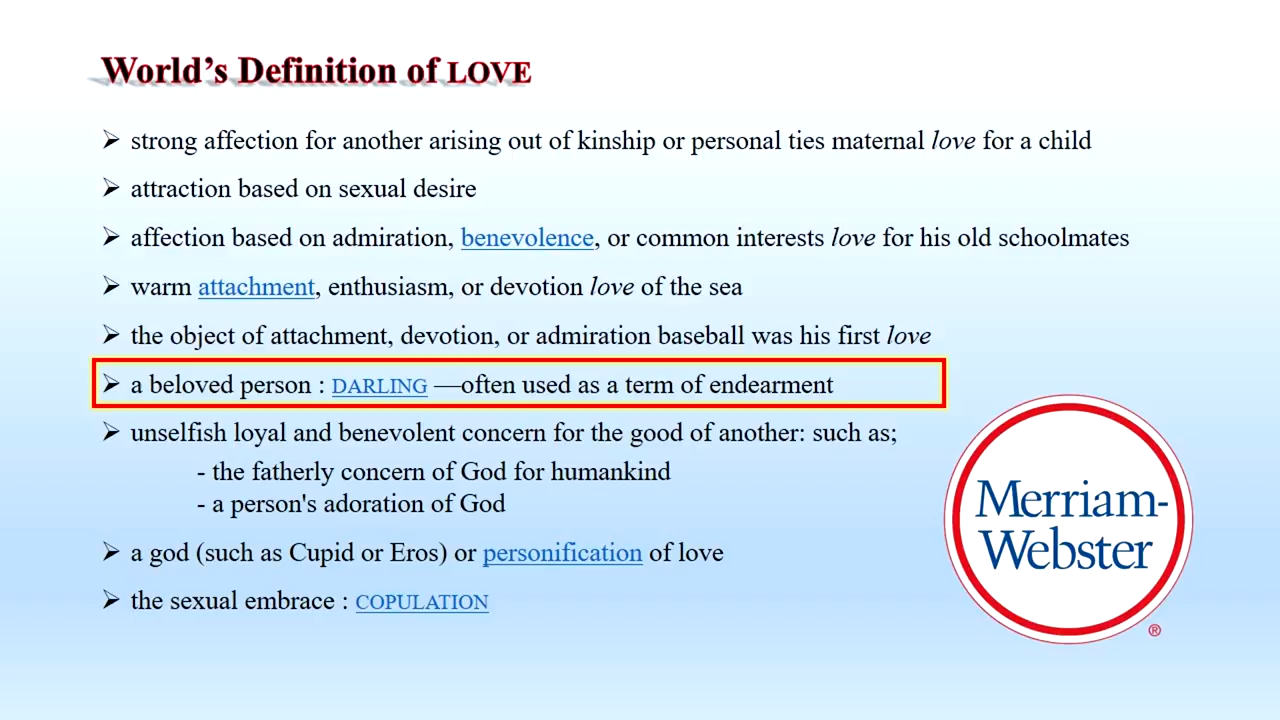 World's Definition of LOVE
➢ strong affection for another arising out of kinship or personal ties maternal love for a child
➢ attraction based on sexual desire
➢ affection based on admiration, benevolence, or common interests love for his old schoolmates
➢ warm attachment, enthusiasm, or devotion love of the sea
➢ the object of attachment, devotion, or admiration baseball was his first love
➢ a beloved person : DARLING —often used as a term of endearment
➢ unselfish loyal and benevolent concern for the good of another: such as;
- the fatherly concern of God for humankind
- a person's adoration of God
➢ a god (such as Cupid or Eros) or personification of love
➢ the sexual embrace : COPULATION
Merriam-
Webster
®